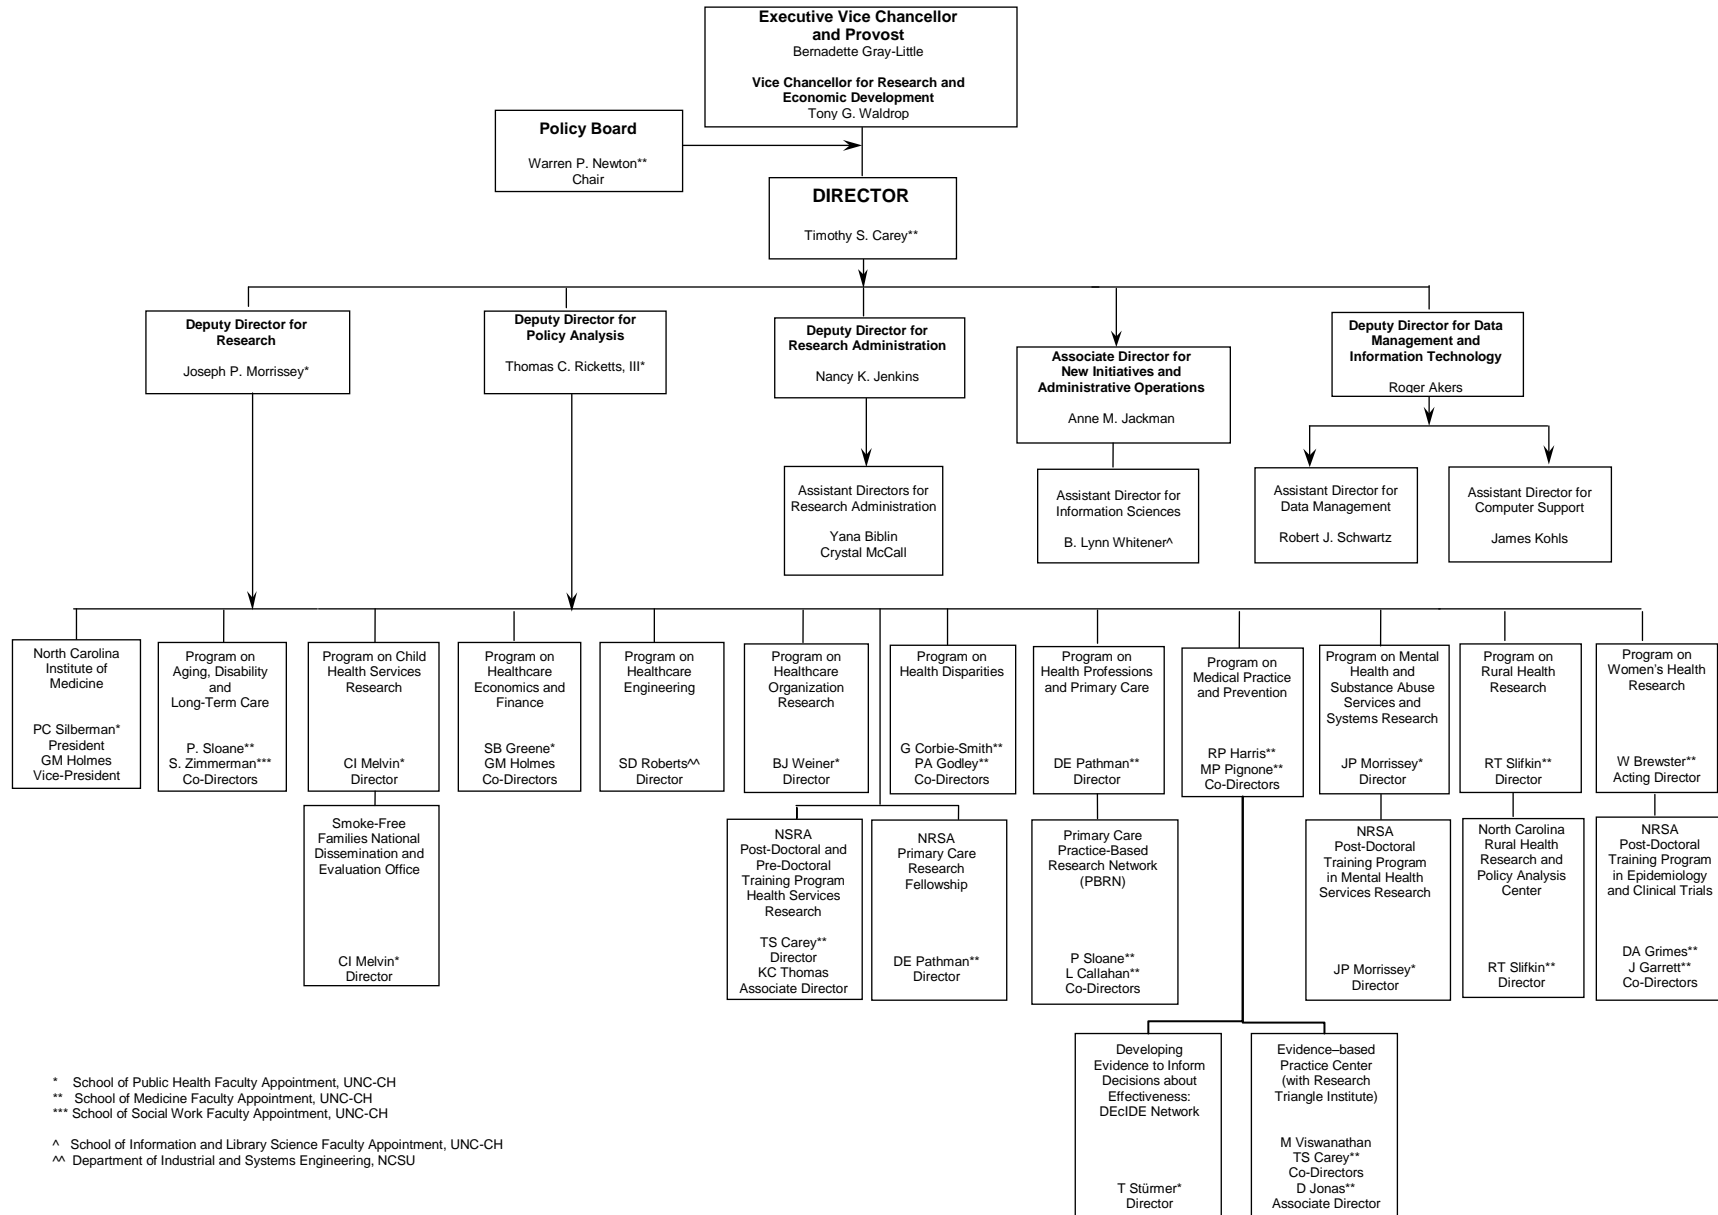 Executive Vice Chancellor
and Provost
Bernadette Gray-Little
Vice Chancellor for Research and
Economic Development
Tony G. Waldrop
Policy Board
Warren P. Newton**
Chair
DIRECTOR
Timothy S. Carey**
Deputy Director for
Research
Joseph P. Morrissey*
Deputy Director for
Policy Analysis
Thomas C. Ricketts, III*
Deputy Director for
Research Administration
Nancy K. Jenkins
Associate Director for
New Initiatives and
Administrative Operations
Anne M. Jackman
Deputy Director for Data
Management and
Information Technology
Roger Akers
Assistant Directors for
Research Administration
Yana Biblin
Crystal McCall
Assistant Director for
Information Sciences
B. Lynn Whitener^
Assistant Director for
Data Management
Robert J. Schwartz
Assistant Director for
Computer Support
James Kohls
North Carolina
Institute of
Medicine
PC Silberman*
President
GM Holmes
Vice-President
Program on
Aging, Disability
and
Long-Term Care
P. Sloane**
S. Zimmerman***
Co-Directors
Program on Child
Health Services
Research
CI Melvin*
Director
Program on
Healthcare
Economics and
Finance
SB Greene*
GM Holmes
Co-Directors
Program on
Healthcare
Engineering
SD Roberts^^
Director
Program on
Healthcare
Organization
Research
BJ Weiner*
Director
Program on
Health Disparities
G Corbie-Smith**
PA Godley**
Co-Directors
Program on
Health Professions
and Primary Care
DE Pathman**
Director
Program on
Medical Practice
and Prevention
RP Harris**
MP Pignone**
Co-Directors
Program on Mental
Health and
Substance Abuse
Services and
Systems Research
JP Morrissey*
Director
Program on
Rural Health
Research
RT Slifkin**
Director
Program on
Women's Health
Research
W Brewster**
Acting Director
Smoke-Free
Families National
Dissemination and
Evaluation Office
CI Melvin*
Director
NSRA
Post-Doctoral and
Pre-Doctoral
Training Program
Health Services
Research
TS Carey**
Director
KC Thomas
Associate Director
NRSA
Primary Care
Research
Fellowship
DE Pathman**
Director
Primary Care
Practice-Based
Research Network
(PBRN)
P Sloane**
L Callahan**
Co-Directors
NRSA
Post-Doctoral
Training Program
in Mental Health
Services Research
JP Morrissey*
Director
North Carolina
Rural Health
Research and
Policy Analysis
Center
RT Slifkin**
Director
NRSA
Post-Doctoral
Training Program
in Epidemiology
and Clinical Trials
DA Grimes**
J Garrett**
Co-Directors
Developing
Evidence to Inform
Decisions about
Effectiveness:
DEcIDE Network
T Stürmer*
Director
Evidence–based
Practice Center
(with Research
Triangle Institute)
M Viswanathan
TS Carey**
Co-Directors
D Jonas**
Associate Director
* School of Public Health Faculty Appointment, UNC-CH
** School of Medicine Faculty Appointment, UNC-CH
*** School of Social Work Faculty Appointment, UNC-CH
^ School of Information and Library Science Faculty Appointment, UNC-CH
^^ Department of Industrial and Systems Engineering, NCSU